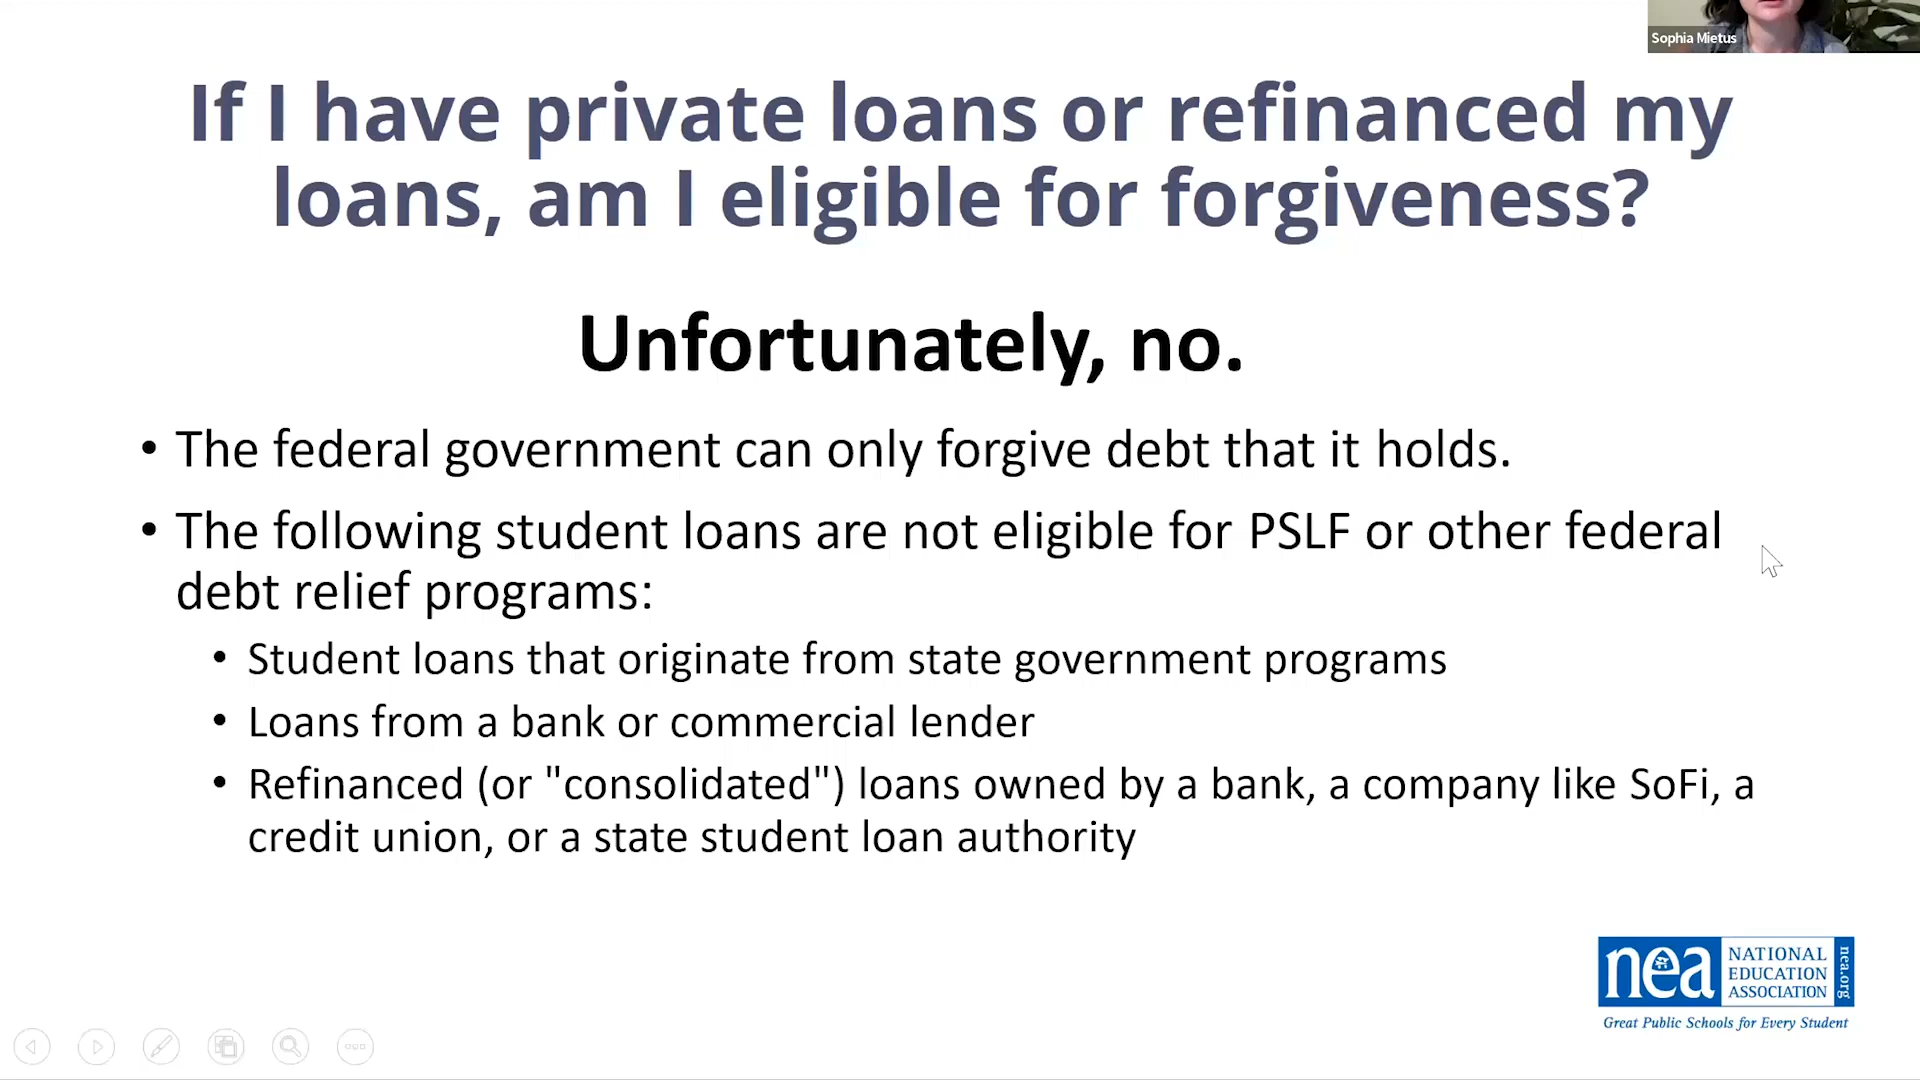 Sophia Mietus
If I have private loans or refinanced my
loans, am I eligible for forgiveness?
Unfortunately, no.
• The federal government can only forgive debt that it holds.
• The following student loans are not eligible for PSLF or other federal
debt relief programs:
• Student loans that originate from state government programs
• Loans from a bank or commercial lender
• Refinanced (or "consolidated") loans owned by a bank, a company like SoFi, a
credit union, or a state student loan authority
nea
NATIONAL
EDUCATION
ASSOCIATION
nea.org
Great Public Schools for Every Student